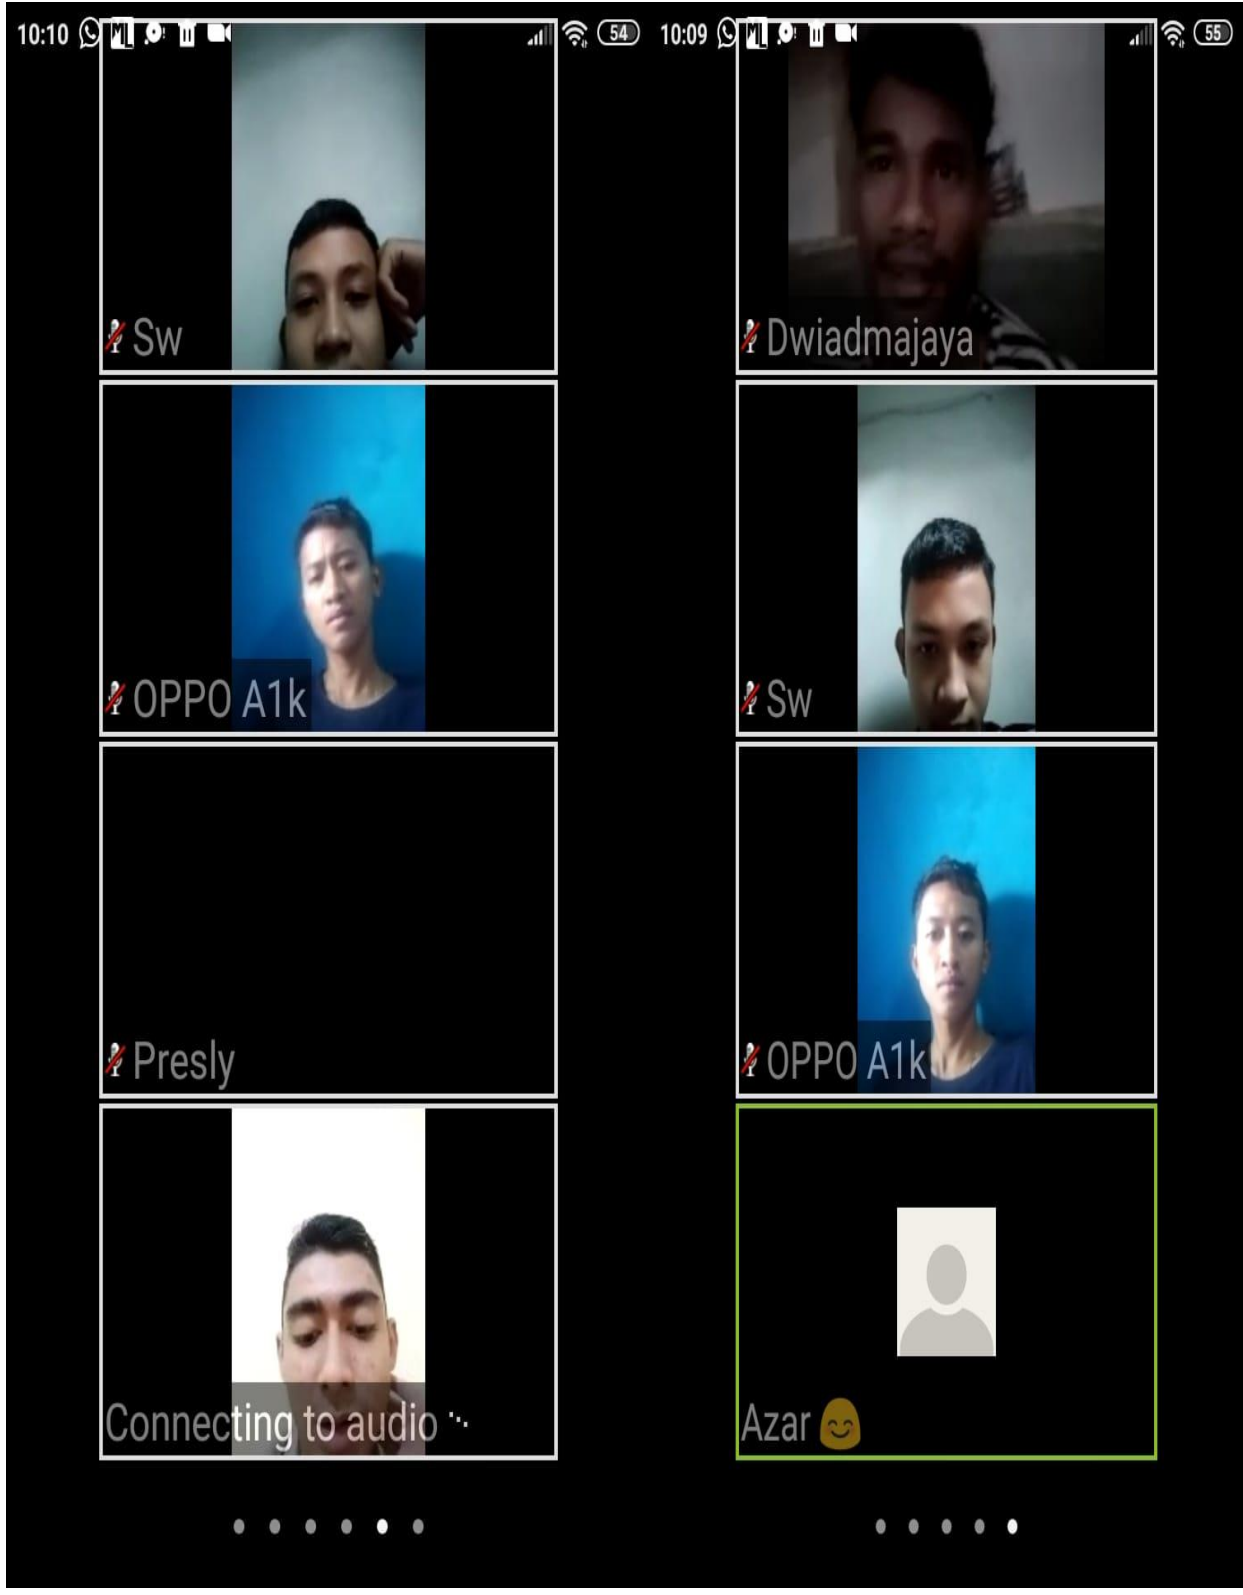 10:10
54
Sw
OPPO A1k
Presly
Connecting to audio
10:09
55
Dwiadmajaya
Sw
OPPO A1k
Azar 😊